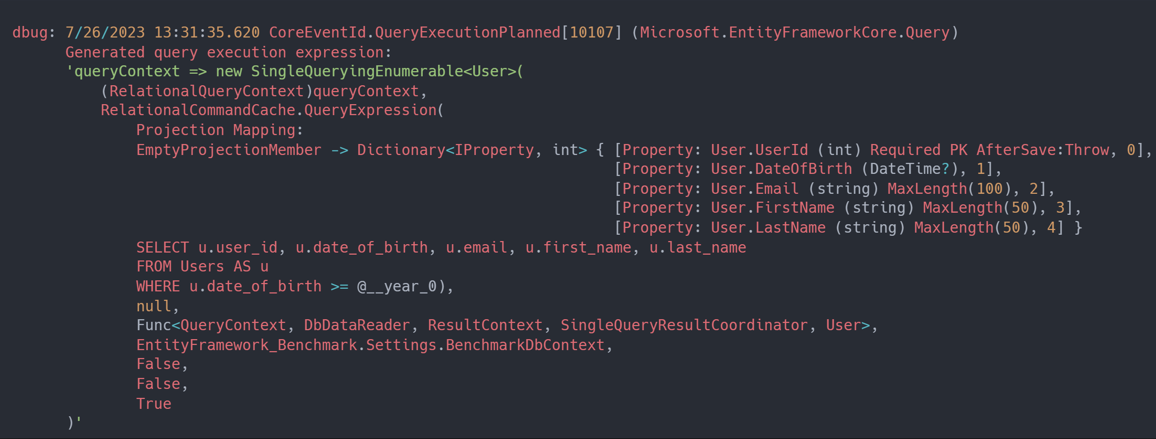 dbug: 7/26/2023 13:31:35.620 CoreEventId.QueryExecutionPlanned[10107] (Microsoft.EntityFrameworkCore.Query)
Generated query execution expression:
'queryContext => new SingleQueryingEnumerable<User>(
(RelationalQueryContext)queryContext,
RelationalCommandCache.QueryExpression(
Projection Mapping:
EmptyProjectionMember -> Dictionary<IProperty, int> { [Property: User.UserId (int) Required PK AfterSave:Throw, 0],
[Property: User.DateOfBirth (DateTime?), 1],
[Property: User.Email (string) MaxLength(100), 2],
[Property: User.FirstName (string) MaxLength(50), 3],
[Property: User.LastName (string) MaxLength(50), 4] }
SELECT u.user_id, u.date_of_birth, u.email, u.first_name, u.last_name
FROM Users AS u
WHERE u.date_of_birth >= @__year_0),
null,
Func<QueryContext, DbDataReader, ResultContext, SingleQueryResultCoordinator, User>,
EntityFramework_Benchmark.Settings.BenchmarkDbContext,
False,
False,
True
)'